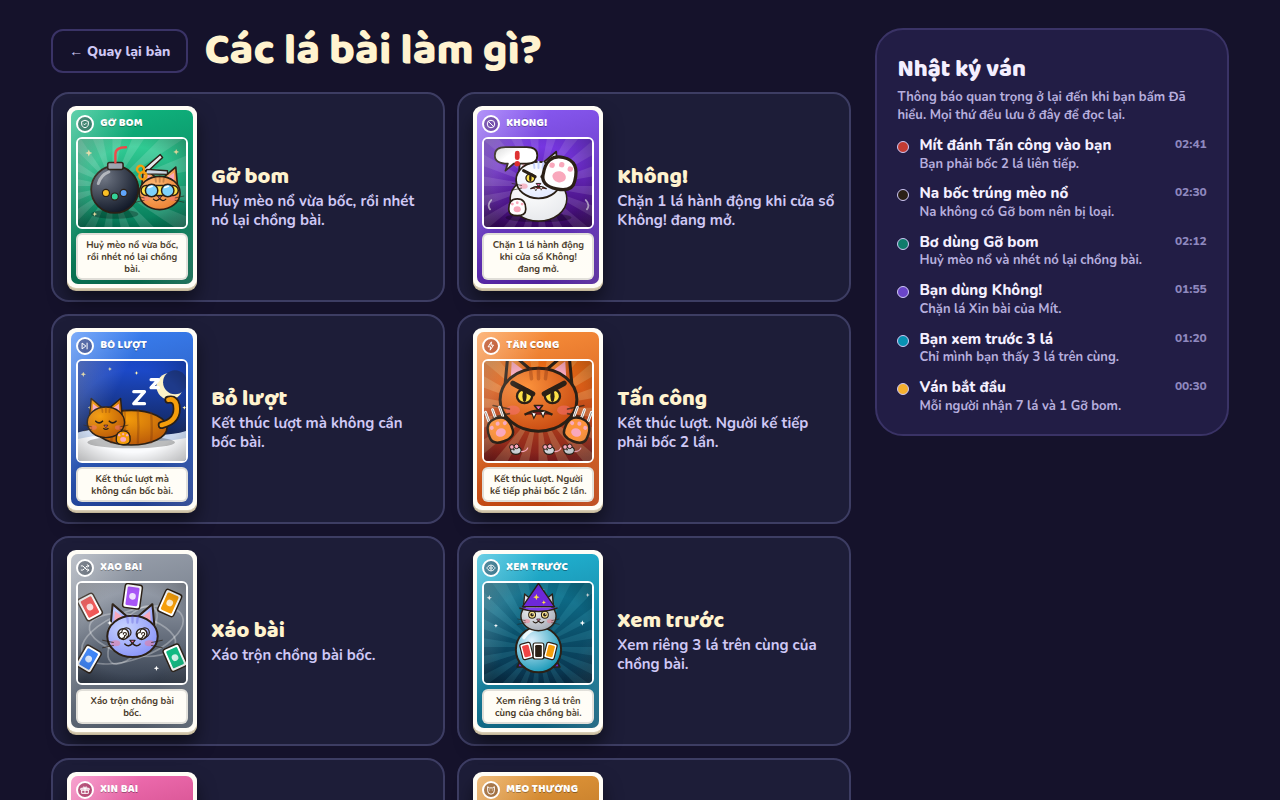 ← Quay lại bàn
Các lá bài làm gì?
GỠ BOM
Huỷ mèo nổ vừa bốc,
rồi nhét nó lại chồng
bài.
Gỡ bom
Huỷ mèo nổ vừa bốc, rồi nhét
nó lại chồng bài.
KHONG!
Chặn 1 lá hành động
khi cửa sổ Không!
đang mở.
Không!
Chặn 1 lá hành động khi cửa sổ
Không! đang mở.
BỎ LƯỢT
Z
Z
Kết thúc lượt mà
không cần bốc bài.
Bỏ lượt
Kết thúc lượt mà không cần
bốc bài.
TẤN CONG
Kết thúc lượt. Người
kế tiếp phải bốc 2 lần.
Tấn công
Kết thúc lượt. Người kế tiếp
phải bốc 2 lần.
XAO BAI
Xáo trộn chồng bài
bốc.
Xáo bài
Xáo trộn chồng bài bốc.
XEM TRƯỚC
Xem riêng 3 lá trên
cùng của chồng bài.
Xem trước
Xem riêng 3 lá trên cùng của
chồng bài.
XIN BAI
MEO THƯỜNG
Nhật ký ván
Thông báo quan trọng ở lại đến khi bạn bấm Đã
hiểu. Mọi thứ đều lưu ở đây để đọc lại.
Mít đánh Tấn công vào bạn 02:41
Bạn phải bốc 2 lá liên tiếp.
Na bốc trúng mèo nổ 02:30
Na không có Gỡ bom nên bị loại.
Bơ dùng Gỡ bom 02:12
Huỷ mèo nổ và nhét nó lại chồng bài.
Bạn dùng Không! 01:55
Chặn lá Xin bài của Mít.
Bạn xem trước 3 lá 01:20
Chỉ mình bạn thấy 3 lá trên cùng.
Ván bắt đầu 00:30
Mỗi người nhận 7 lá và 1 Gỡ bom.